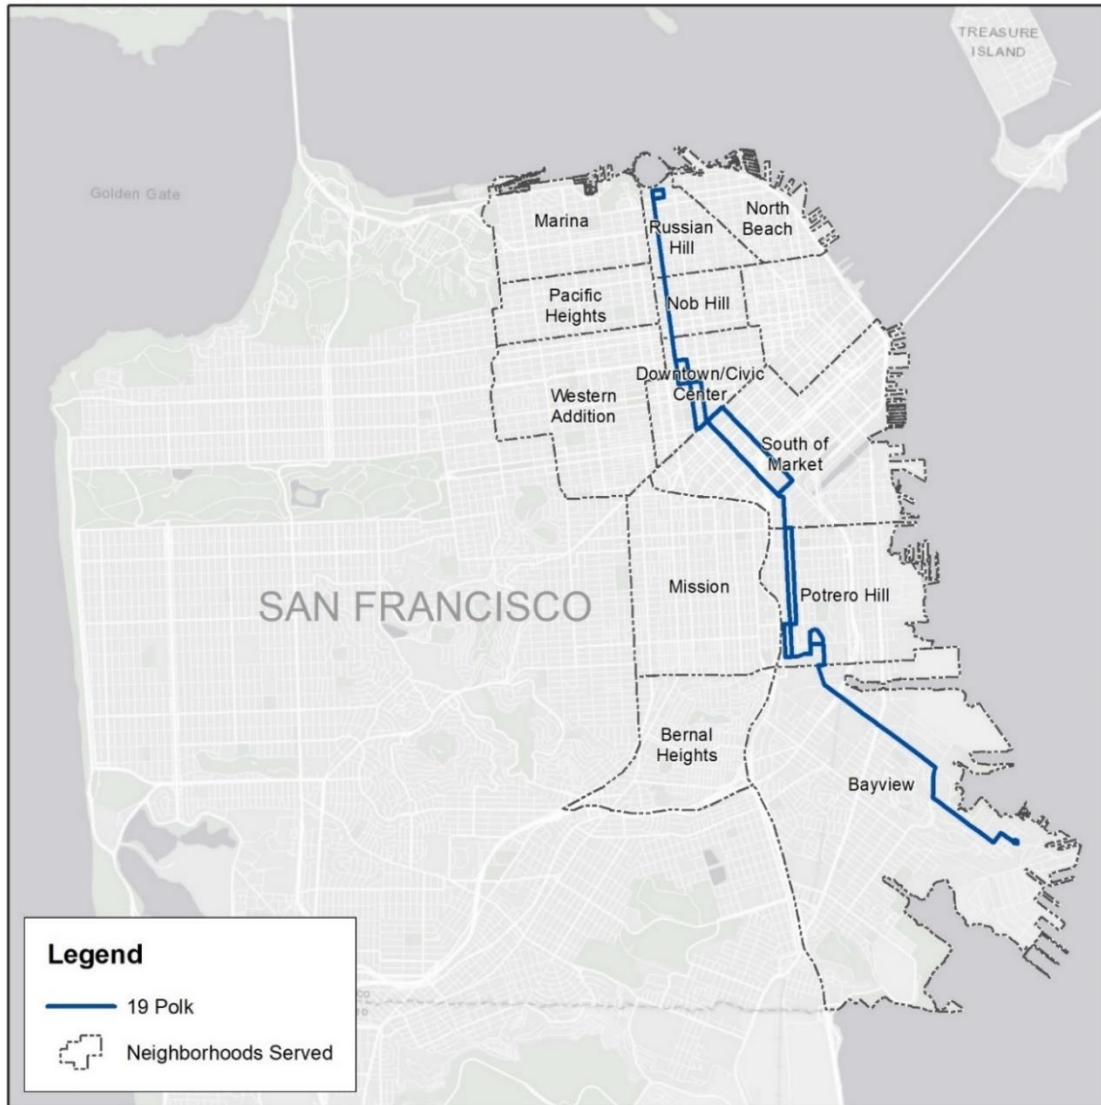 TREASURE
ISLAND
Golden Gate
Marina
Russian
Hill
North
Beach
Pacific
Heights
Nob Hill
Downtown/Civic
Center
Western
Addition
South of
Market
SAN FRANCISCO
Mission
Potrero Hill
Bernal
Heights
Bayview
Legend
19 Polk
Neighborhoods Served